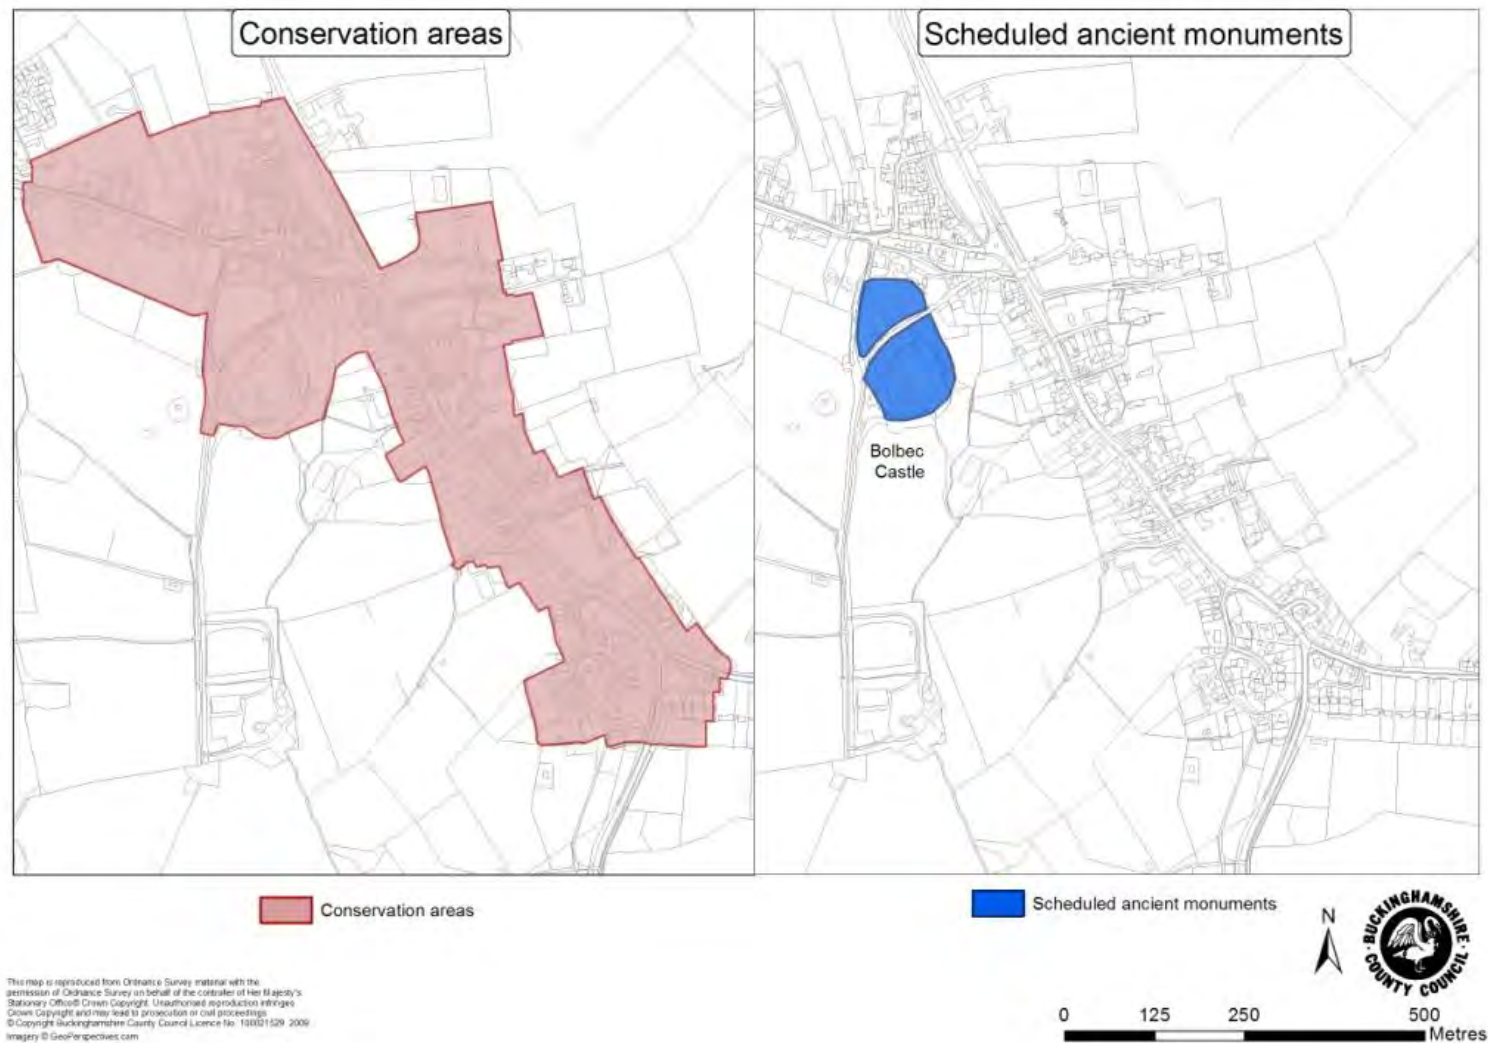 Conservation areas
Scheduled ancient monuments
Bolbec
Castle
Conservation areas
Scheduled ancient monuments
N
BUCKINGHAMSHIRE
COUNTY COUNCIL
This map is reproduced from Ordnance Survey material with the
permission of Ordnance Survey on behalf of the controller of Her Majesty's
Stationary Office© Crown Copyright. Unauthorised reproduction infringes
Crown Copyright and may lead to prosecution or civil proceedings
© Copyright Buckinghamshire County Council Licence No. 100021529 2009
Imagery © GeoPerspectives.com
0 125 250 500
Metres